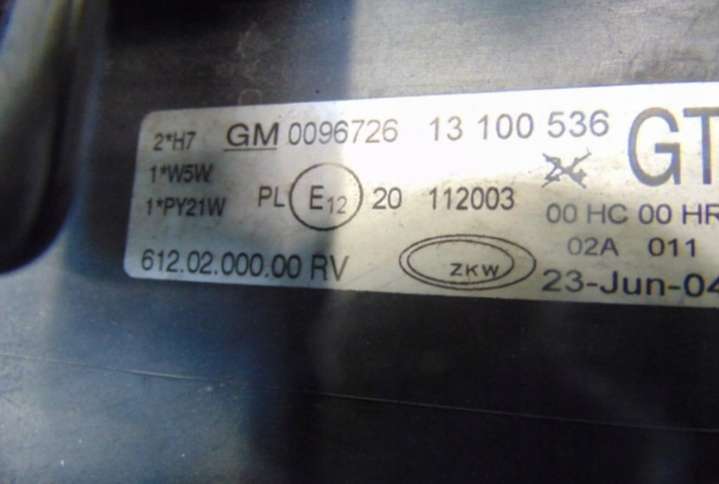 2*H7 GM 0096726 13 100 536 GT
1*W5W
1*PY21W PL E12 20 112003 00 HC 00 HR
02A 011
612.02.000.00 RV ZKW 23-Jun-04